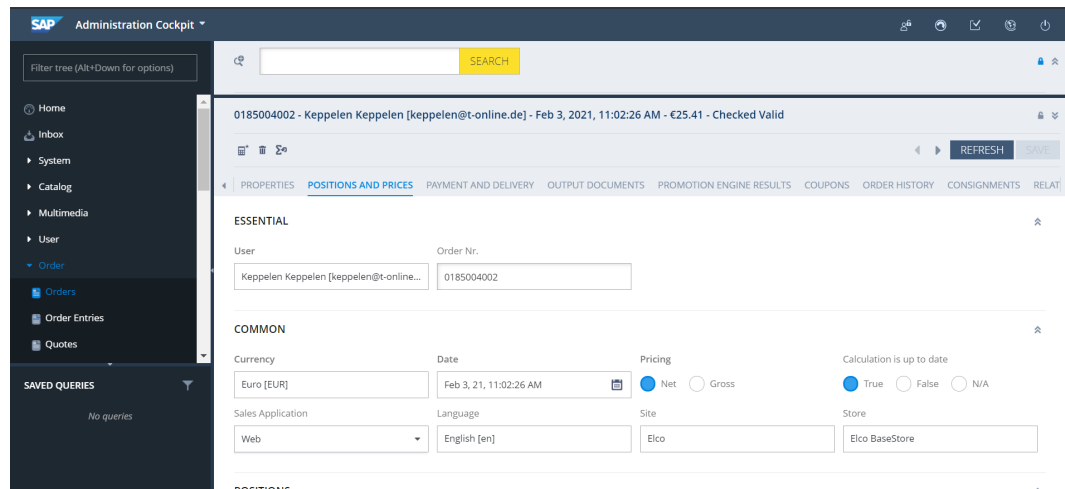 SAP Administration Cockpit
Filter tree (Alt+Down for options)
Home
Inbox
System
Catalog
Multimedia
User
Order
Orders
Order Entries
Quotes
SAVED QUERIES
No queries
SEARCH
0185004002 - Keppelen Keppelen [keppelen@t-online.de] - Feb 3, 2021, 11:02:26 AM - €25.41 - Checked Valid
REFRESH SAVE
PROPERTIES POSITIONS AND PRICES PAYMENT AND DELIVERY OUTPUT DOCUMENTS PROMOTION ENGINE RESULTS COUPONS ORDER HISTORY CONSIGNMENTS RELAT
ESSENTIAL
User Order Nr.
Keppelen Keppelen [keppelen@t-online... 0185004002
COMMON
Currency Date Pricing Calculation is up to date
Euro [EUR] Feb 3, 21, 11:02:26 AM Net Gross True False N/A
Sales Application Language Site Store
Web English [en] Elco Elco BaseStore
POSITIONS